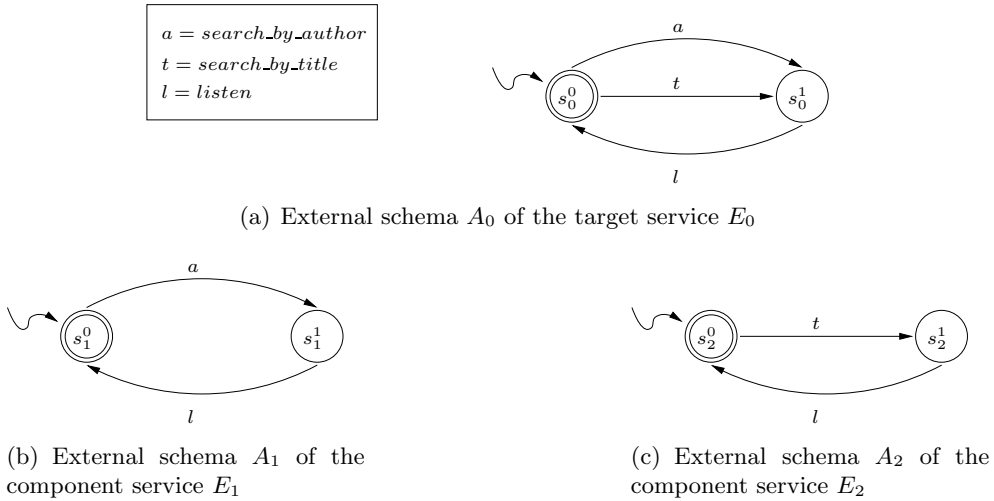 a = search_by_author
t = search_by_title
l = listen
a
s_0^0
t
s_0^1
l
(a) External schema A_0 of the target service E_0
a
s_1^0
s_1^1
l
(b) External schema A_1 of the
component service E_1
s_2^0
t
s_2^1
l
(c) External schema A_2 of the
component service E_2